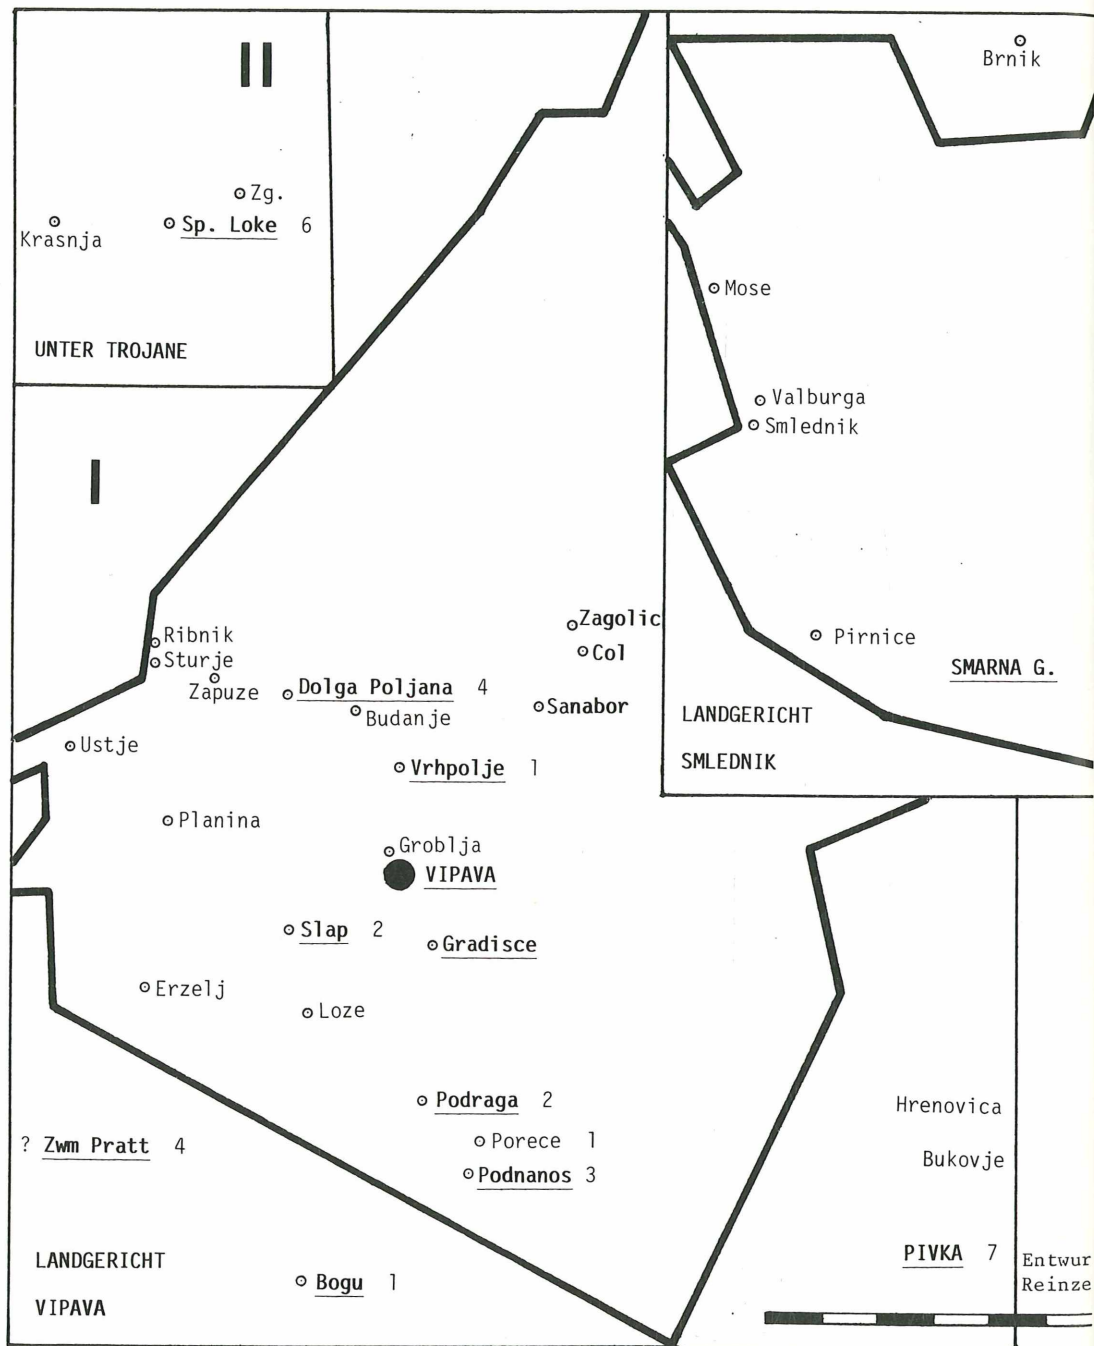 II
Zg.
Krasnja
Sp. Loke 6
UNTER TROJANE
Brnik
Mose
Valburga
Smlednik
Pirnice
SMARNA G.
LANDGERICHT
SMLEDNIK
I
Ribnik
Sturje
Zapuze
Dolga Poljana 4
Budanje
Zagolic
Col
Sanabor
Ustje
Vrhpolje 1
Planina
Groblja
VIPAVA
Slap 2
Gradisce
Erzelj
Loze
Podraga 2
Porece 1
Podnanos 3
? Zwm Pratt 4
Hrenovica
Bukovje
LANDGERICHT
VIPAVA
Bogu 1
PIVKA 7
Entwur
Reinze